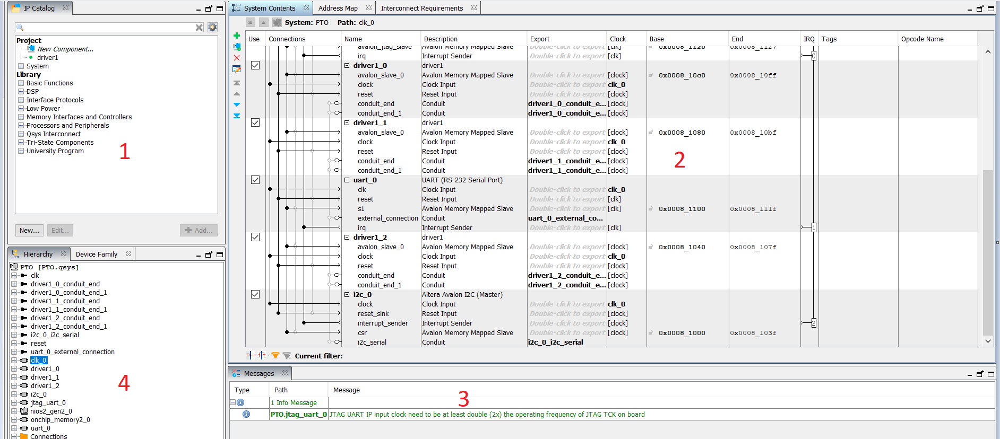 IP Catalog
Project
New Component...
driver1
System
Library
Basic Functions
DSP
Interface Protocols
Low Power
Memory Interfaces and Controllers
Processors and Peripherals
Qsys Interconnect
Tri-State Components
University Program
1
New... Edit... Add...
Hierarchy Device Family
PTO [PTO.qsys]
clk
driver1_0_conduit_end
driver1_0_conduit_end_1
driver1_1_conduit_end
driver1_1_conduit_end_1
driver1_2_conduit_end
driver1_2_conduit_end_1
i2c_0_i2c_serial
reset
uart_0_external_connection
clk_0
driver1_0
driver1_1
driver1_2
i2c_0
jtag_uart_0
nios2_gen2_0
onchip_memory2_0
uart_0
Connections
4
System Contents Address Map Interconnect Requirements
System: PTO Path: clk_0
Use Connections Name Description Export Clock Base End IRQ Tags Opcode Name
avalon_jtag_slave Avalon Memory Mapped Slave Double-click to export [clk] 0x0008_1120 0x0008_1127
irq Interrupt Sender Double-click to export [clk] 0
driver1_0 driver1
avalon_slave_0 Avalon Memory Mapped Slave Double-click to export [clock] 0x0008_10c0 0x0008_10ff
clock Clock Input Double-click to export clk_0
reset Reset Input Double-click to export [clock]
conduit_end Conduit driver1_0_conduit_e... [clock]
conduit_end_1 Conduit driver1_0_conduit_e... [clock]
driver1_1 driver1
avalon_slave_0 Avalon Memory Mapped Slave Double-click to export [clock] 0x0008_1080 0x0008_10bf
clock Clock Input Double-click to export clk_0
reset Reset Input Double-click to export [clock]
conduit_end Conduit driver1_1_conduit_e... [clock]
conduit_end_1 Conduit driver1_1_conduit_e... [clock]
2
uart_0 UART (RS-232 Serial Port)
clk Clock Input Double-click to export clk_0
reset Reset Input Double-click to export [clk]
s1 Avalon Memory Mapped Slave Double-click to export [clk] 0x0008_1100 0x0008_111f
external_connection Conduit uart_0_external_co...
irq Interrupt Sender Double-click to export [clk] 1
driver1_2 driver1
avalon_slave_0 Avalon Memory Mapped Slave Double-click to export [clock] 0x0008_1040 0x0008_107f
clock Clock Input Double-click to export clk_0
reset Reset Input Double-click to export [clock]
conduit_end Conduit driver1_2_conduit_e... [clock]
conduit_end_1 Conduit driver1_2_conduit_e... [clock]
i2c_0 Altera Avalon I2C (Master)
clock Clock Input Double-click to export clk_0
reset_sink Reset Input Double-click to export [clock]
interrupt_sender Interrupt Sender Double-click to export [clock] 2
csr Avalon Memory Mapped Slave Double-click to export [clock] 0x0008_1000 0x0008_103f
i2c_serial Conduit i2c_0_i2c_serial
Current filter:
Messages
Type Path Message
1 Info Message
PTO.jtag_uart_0 JTAG UART IP input clock need to be at least double (2x) the operating frequency of JTAG TCK on board
3